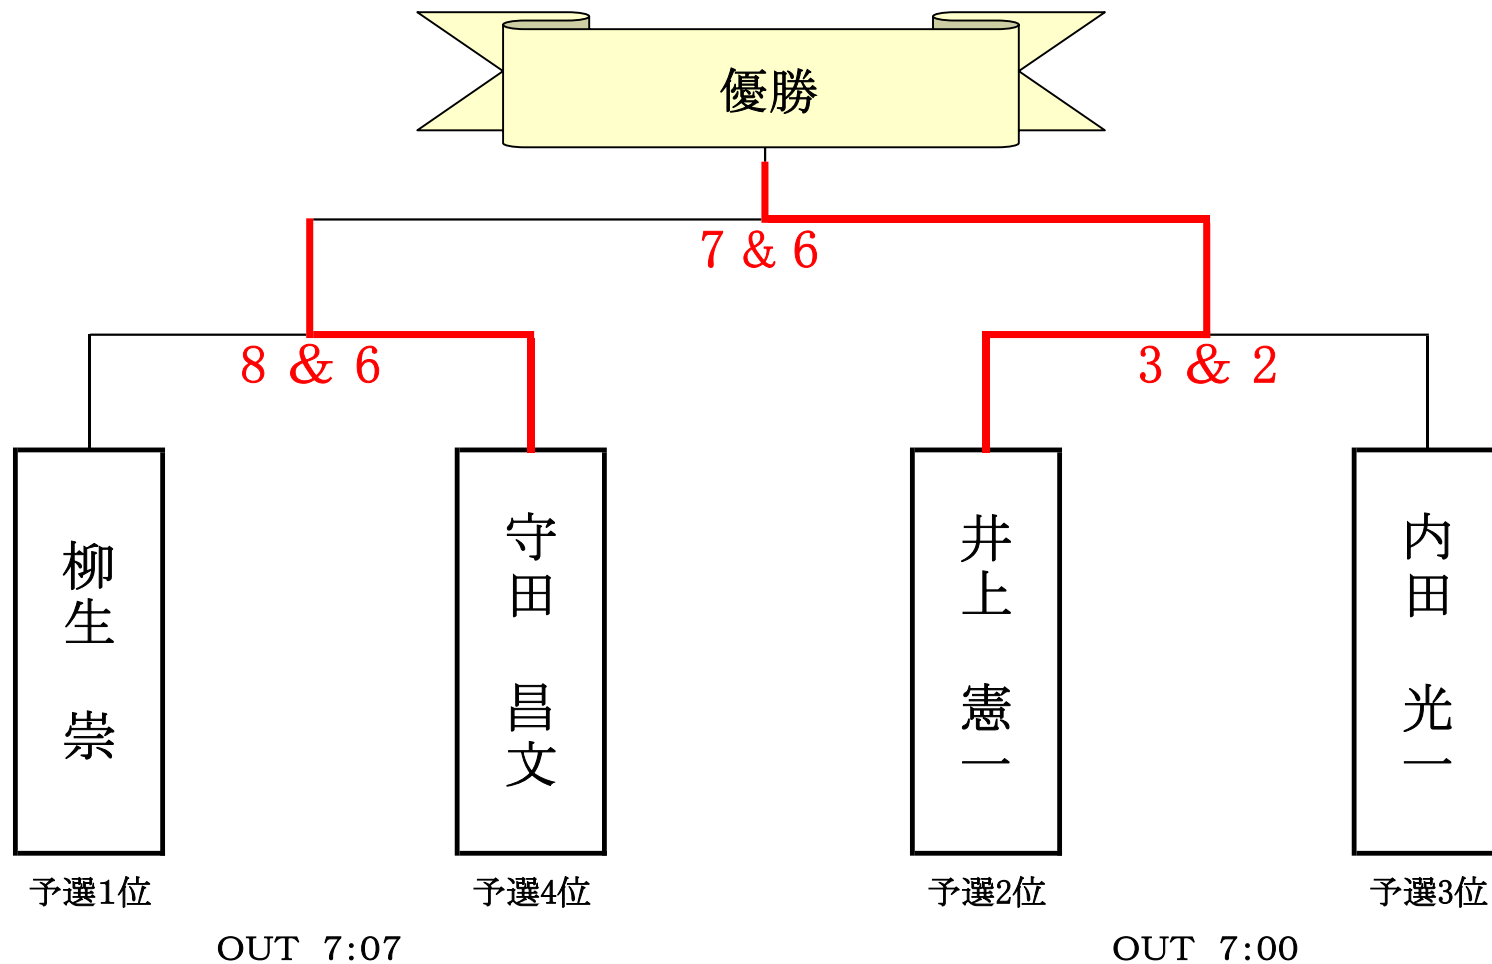 優勝
7 & 6
8 & 6
3 & 2
柳生 崇
守田 昌文
井上 憲一
内田 光一
予選1位
予選4位
予選2位
予選3位
OUT 7:07
OUT 7:00